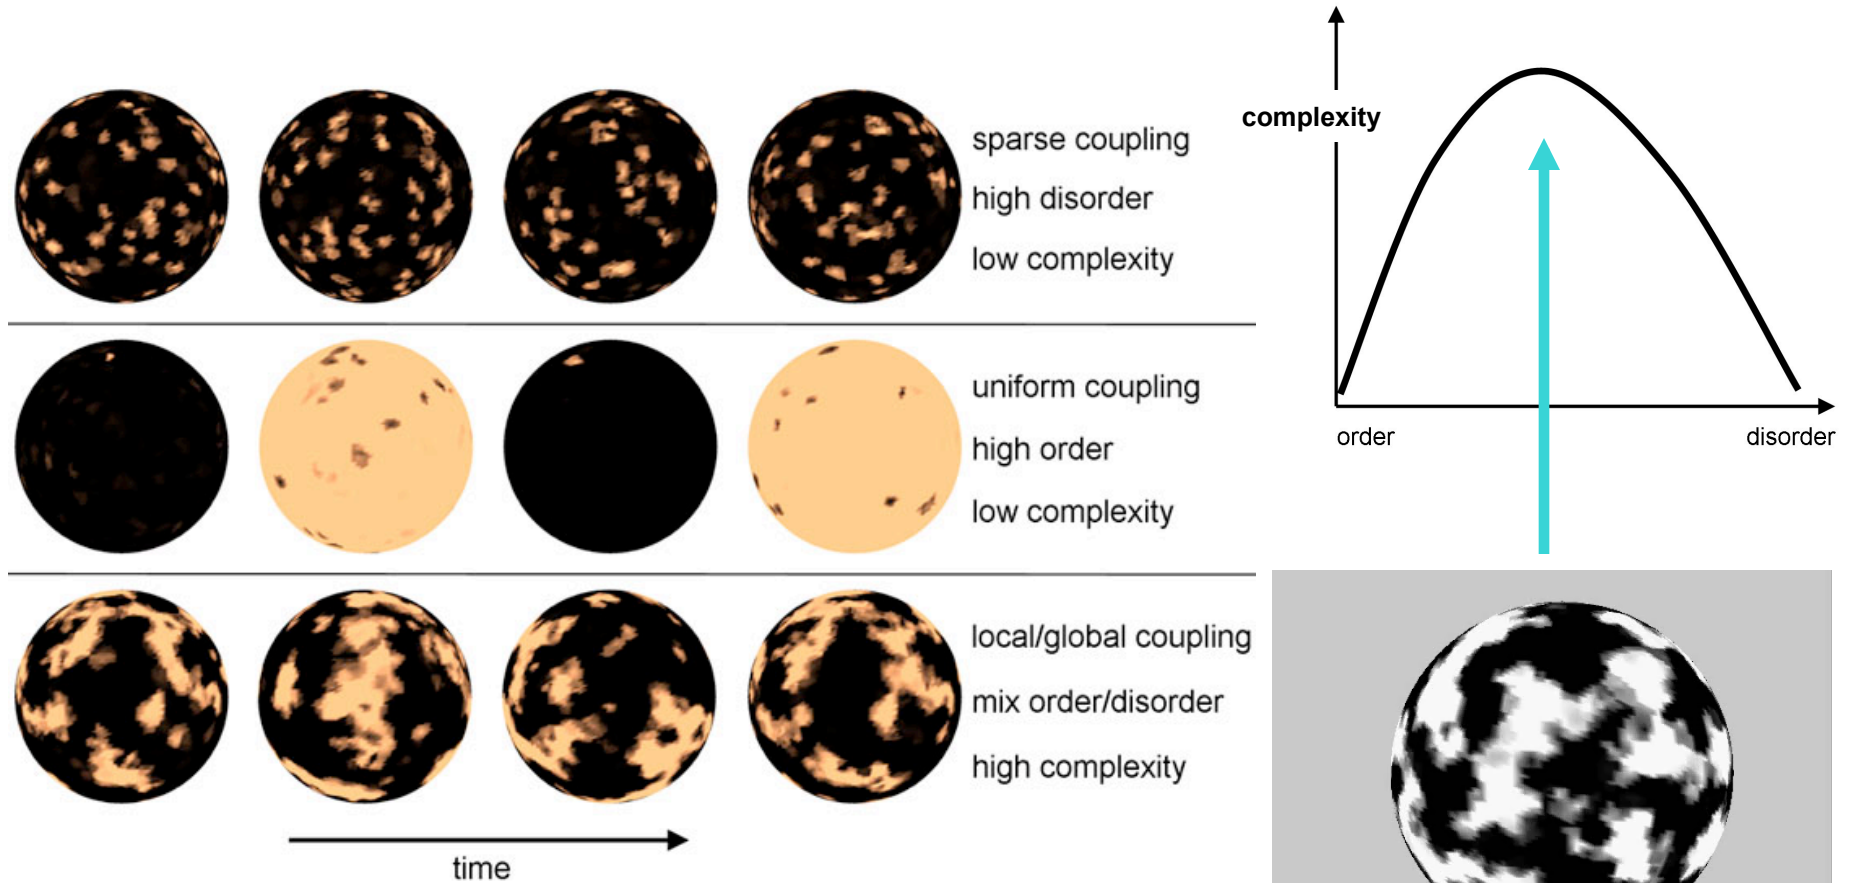 sparse coupling
high disorder
low complexity
uniform coupling
high order
low complexity
local/global coupling
mix order/disorder
high complexity
time
complexity
order
disorder